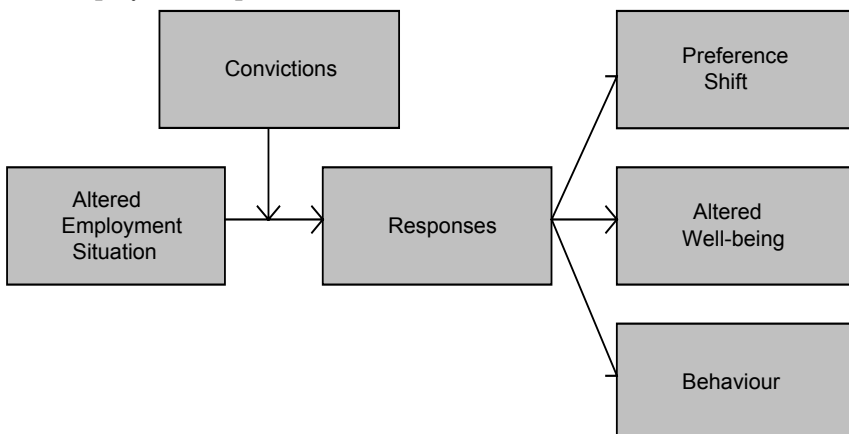 Convictions
Preference
Shift
Altered
Employment
Situation
Responses
Altered
Well-being
Behaviour